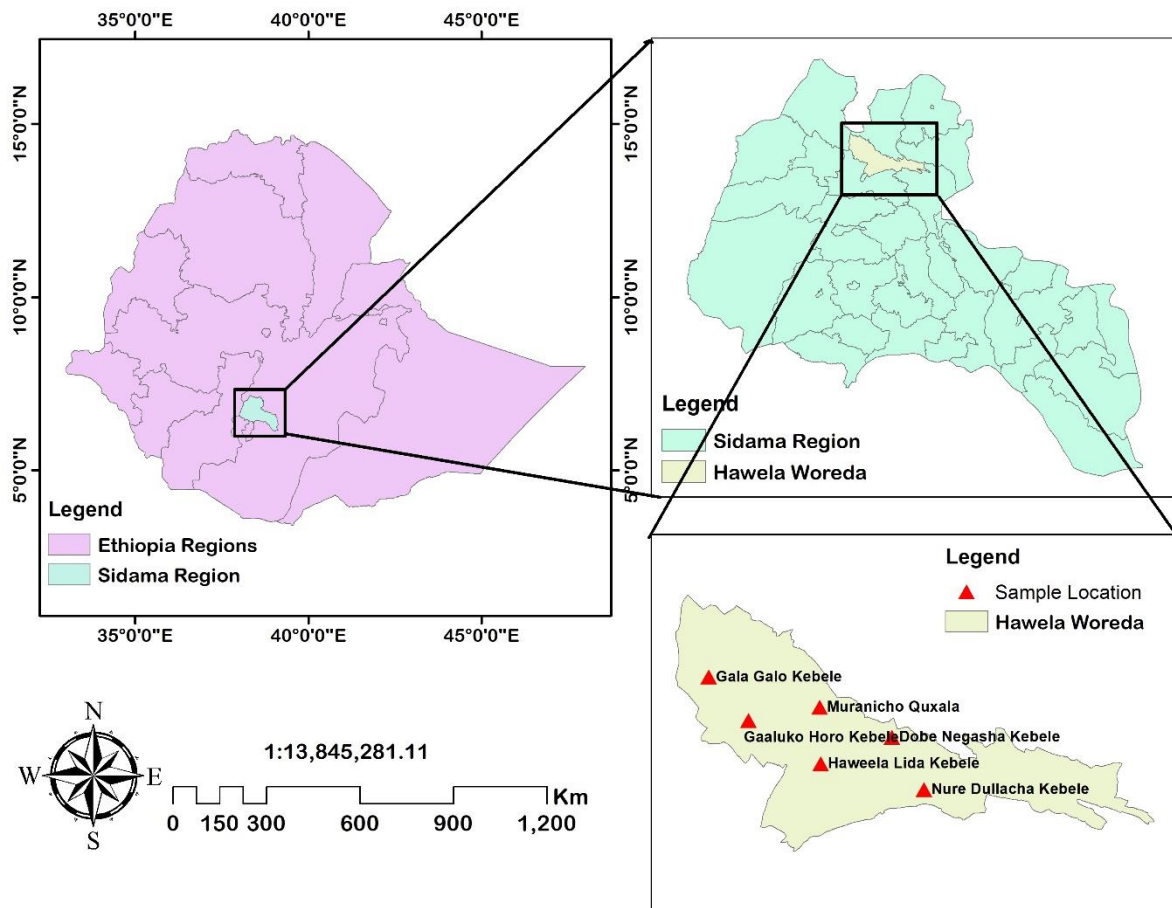 35°0'0"E 40°0'0"E 45°0'0"E
15°0'0"N
10°0'0"N
5°0'0"N
Legend
Ethiopia Regions
Sidama Region
35°0'0"E 40°0'0"E 45°0'0"E
15°0'0"N
10°0'0"N
5°0'0"N
Legend
Sidama Region
Hawela Woreda
N
W E
S
1:13,845,281.11
Km
0 150 300 600 900 1,200
Legend
Sample Location
Hawela Woreda
Gala Galo Kebele
Muranicho Quxala
Gaaluko Horo Kebele
Dobe Negasha Kebele
Haweela Lida Kebele
Nure Dullacha Kebele